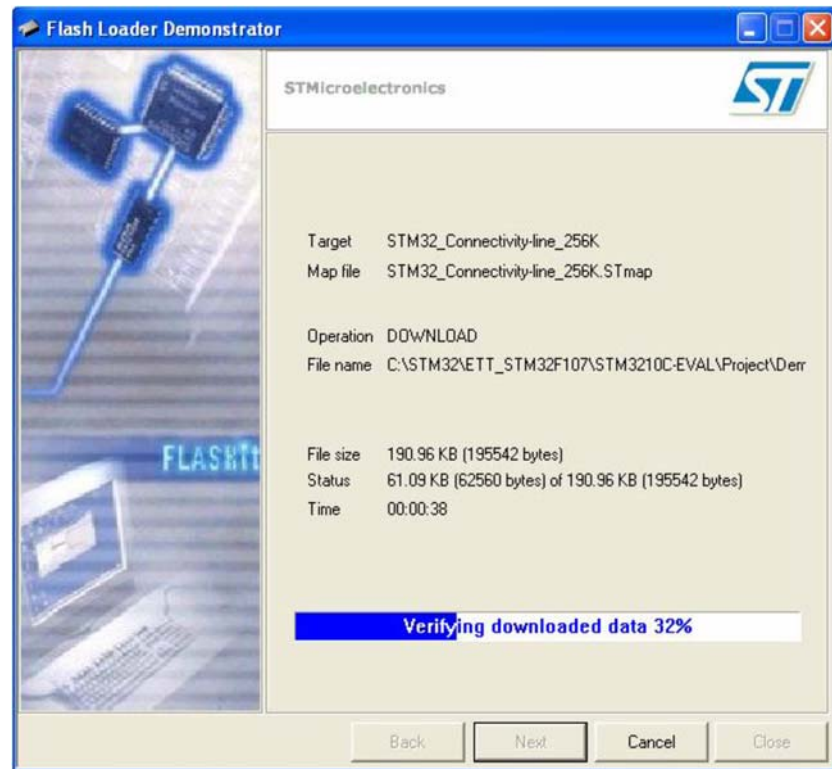 Flash Loader Demonstrator
STMicroelectronics
ST
Target STM32_Connectivity-line_256K
Map file STM32_Connectivity-line_256K.STmap
Operation DOWNLOAD
File name C:\STM32\ETT_STM32F107\STM3210C-EVAL\Project\Dem
File size 190.96 KB (195542 bytes)
Status 61.09 KB (62560 bytes) of 190.96 KB (195542 bytes)
Time 00:00:38
FLASHIt
Verifying downloaded data 32%
Back Next Cancel Close